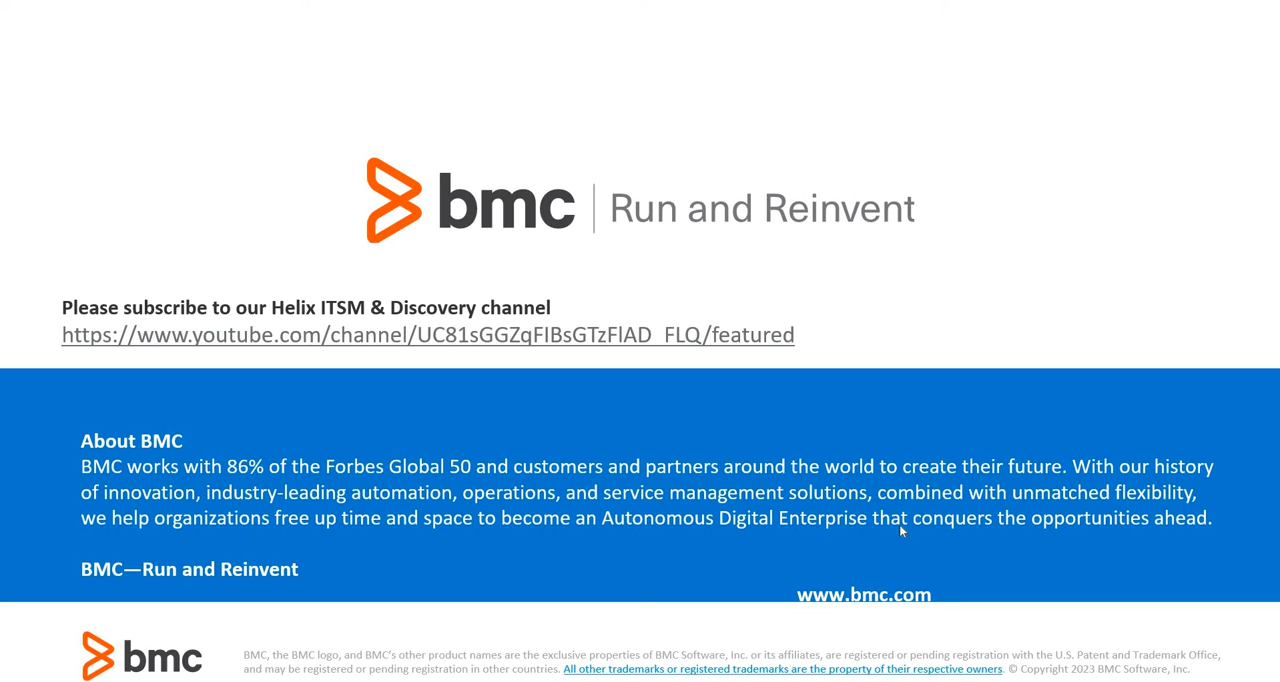 bmc | Run and Reinvent
Please subscribe to our Helix ITSM & Discovery channel
https://www.youtube.com/channel/UC81sGGZqFIBsGTzFlAD_FLQ/featured
About BMC
BMC works with 86% of the Forbes Global 50 and customers and partners around the world to create their future. With our history
of innovation, industry-leading automation, operations, and service management solutions, combined with unmatched flexibility,
we help organizations free up time and space to become an Autonomous Digital Enterprise that conquers the opportunities ahead.
BMC—Run and Reinvent
www.bmc.com
bmc
BMC, the BMC logo, and BMC's other product names are the exclusive properties of BMC Software, Inc. or its affiliates, are registered or pending registration with the U.S. Patent and Trademark Office,
and may be registered or pending registration in other countries. All other trademarks or registered trademarks are the property of their respective owners. © Copyright 2023 BMC Software, Inc.